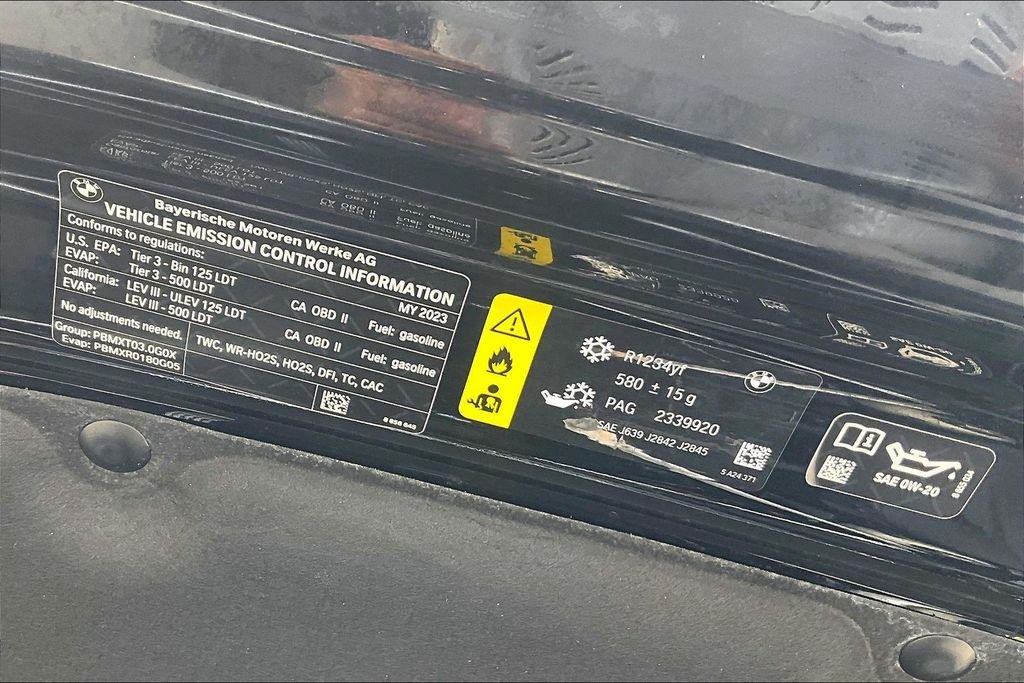 Bayerische Motoren Werke AG
VEHICLE EMISSION CONTROL INFORMATION
Conforms to regulations:
MY 2023
U.S. EPA: Tier 3 - Bin 125 LDT
EVAP: Tier 3 - 500 LDT
CA OBD II
Fuel: gasoline
California: LEV III - ULEV 125 LDT
EVAP: LEV III - 500 LDT
CA OBD II
Fuel: gasoline
No adjustments needed.
Group: PBMXT03.0G0X
Evap: PBMXR0180G05
TWC, WR-HO2S, HO2S, DFI, TC, CAC
R1234yf
580 ± 15 g
PAG 2339920
SAE J639 J2842 J2845
5 A24 371
SAE 0W-20